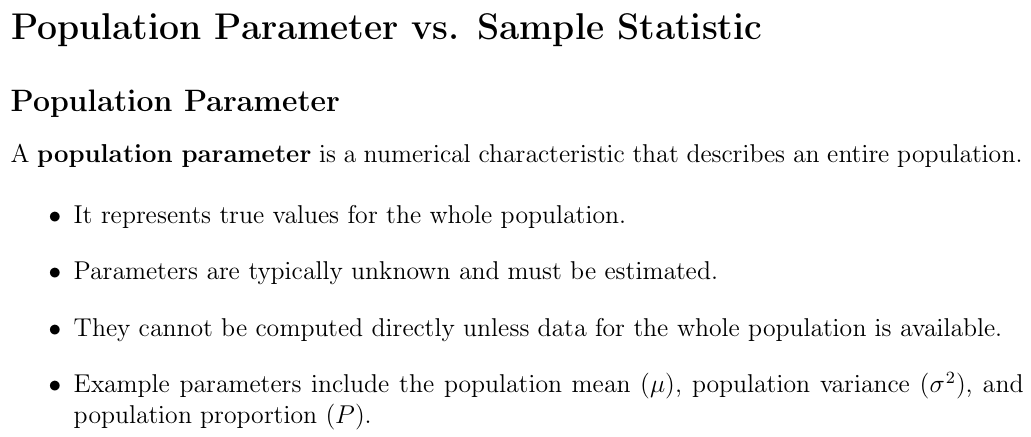 Population Parameter vs. Sample Statistic
Population Parameter
A population parameter is a numerical characteristic that describes an entire population.
• It represents true values for the whole population.
• Parameters are typically unknown and must be estimated.
• They cannot be computed directly unless data for the whole population is available.
• Example parameters include the population mean (μ), population variance (σ²), and
population proportion (P).